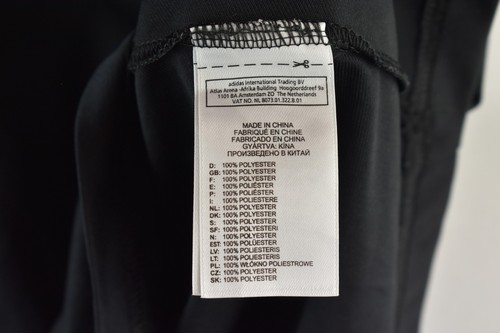 adidas International Trading BV
Atlas Arena -Afrika Building Hoogoorddreef 9a
1101 BA Amsterdam ZO The Netherlands
VAT NO. NL 8073.01.322.B.01
MADE IN CHINA
FABRIQUÉ EN CHINE
FABRICADO EN CHINA
GYÁRTVA: KÍNA
ПРОИЗВЕДЕНО В КИТАЙ
D: 100% POLYESTER
GB: 100% POLYESTER
F: 100% POLYESTER
E: 100% POLIÉSTER
P: 100% POLIÉSTER
I: 100% POLIESTERE
NL: 100% POLYESTER
DK: 100% POLYESTER
S: 100% POLYESTER
SF: 100% POLYESTERI
N: 100% POLYESTER
EST: 100% POLÜESTER
LV: 100% POLIESTERIS
LT: 100% POLIESTERIS
PL: 100% WŁÓKNO POLIESTROWE
CZ: 100% POLYESTER
SK: 100% POLYESTER